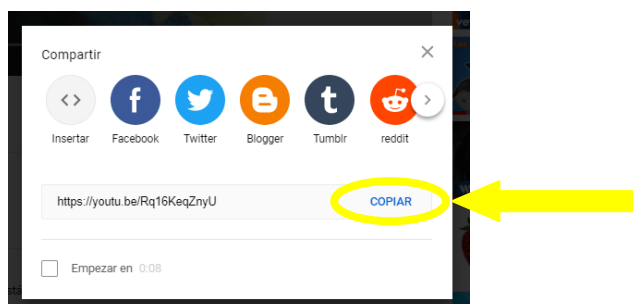 Compartir
Insertar Facebook Twitter Blogger Tumblr reddit
https://youtu.be/Rq16KeqZnyU COPIAR
Empezar en 0:08